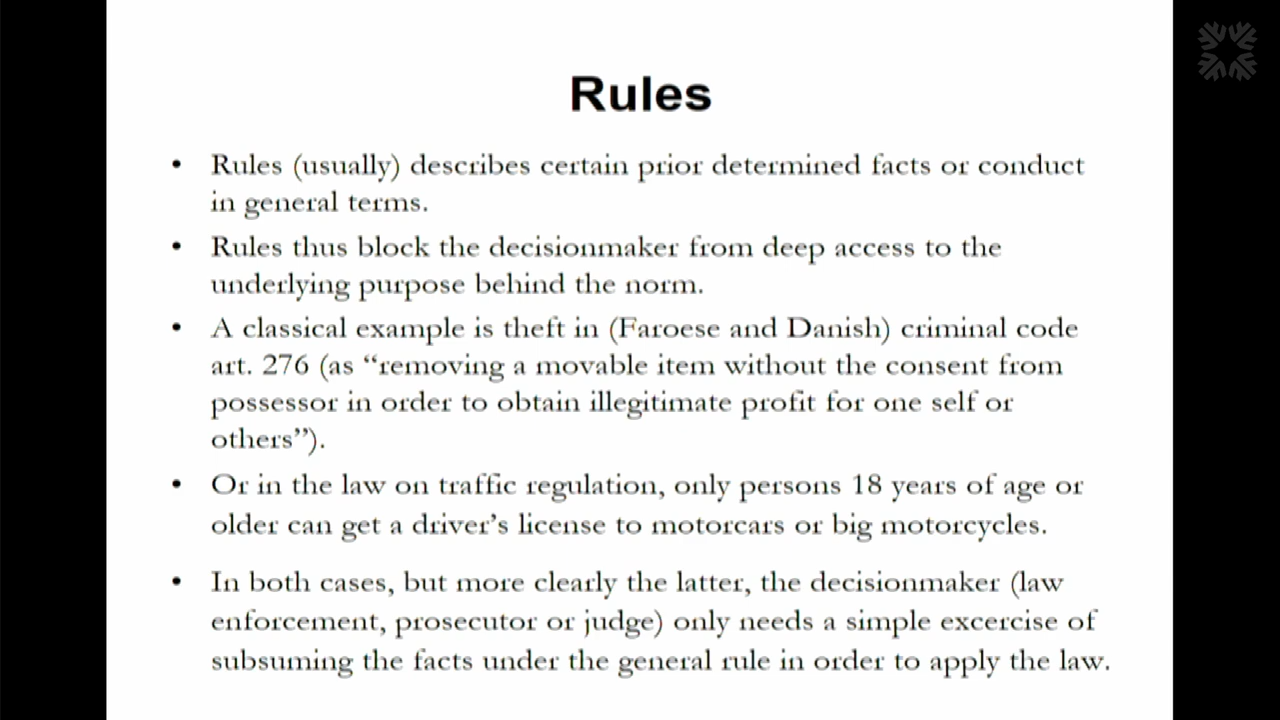 Rules
• Rules (usually) describes certain prior determined facts or conduct
in general terms.
• Rules thus block the decisionmaker from deep access to the
underlying purpose behind the norm.
• A classical example is theft in (Faroese and Danish) criminal code
art. 276 (as “removing a movable item without the consent from
possessor in order to obtain illegitimate profit for one self or
others”).
• Or in the law on traffic regulation, only persons 18 years of age or
older can get a driver’s license to motorcars or big motorcycles.
• In both cases, but more clearly the latter, the decisionmaker (law
enforcement, prosecutor or judge) only needs a simple excercise of
subsuming the facts under the general rule in order to apply the law.